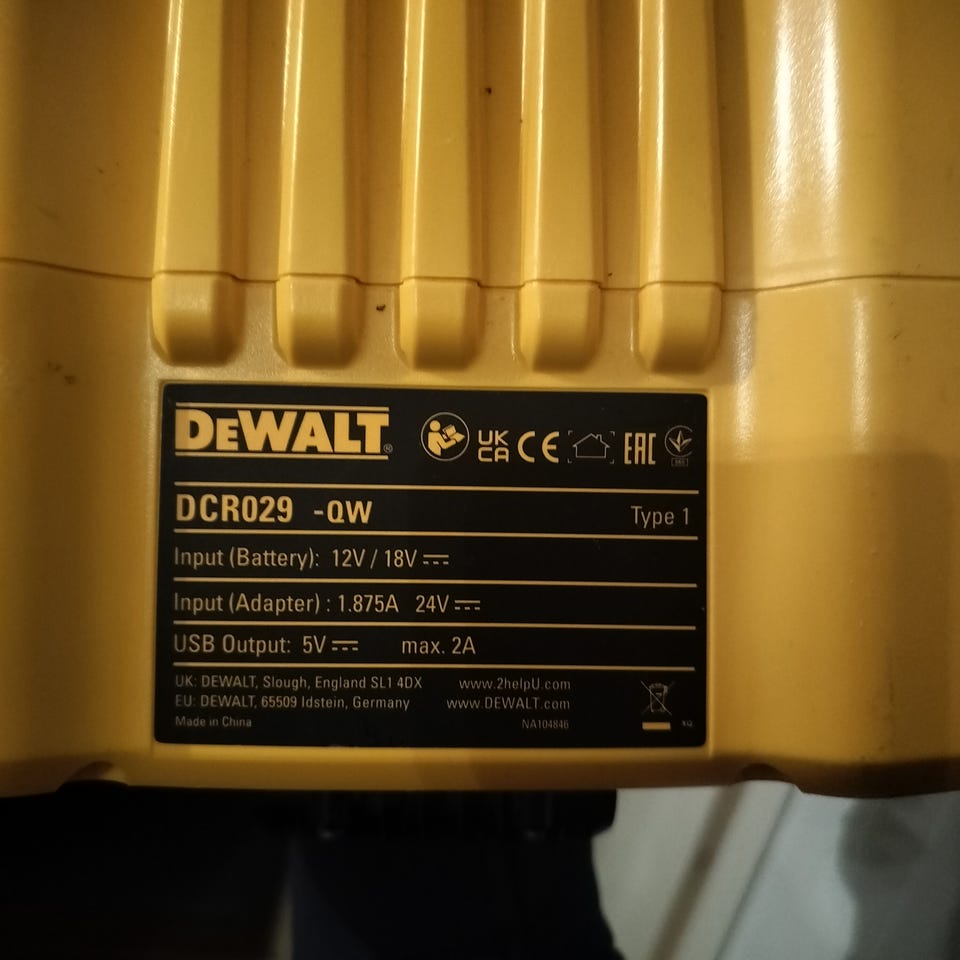 DEWALT®
UK CA CE EAC
DCR029 -QW Type 1
Input (Battery): 12V / 18V
Input (Adapter) : 1.875A 24V
USB Output: 5V max. 2A
UK: DEWALT, Slough, England SL1 4DX www.2helpU.com
EU: DEWALT, 65509 Idstein, Germany www.DEWALT.com
Made in China NA104846